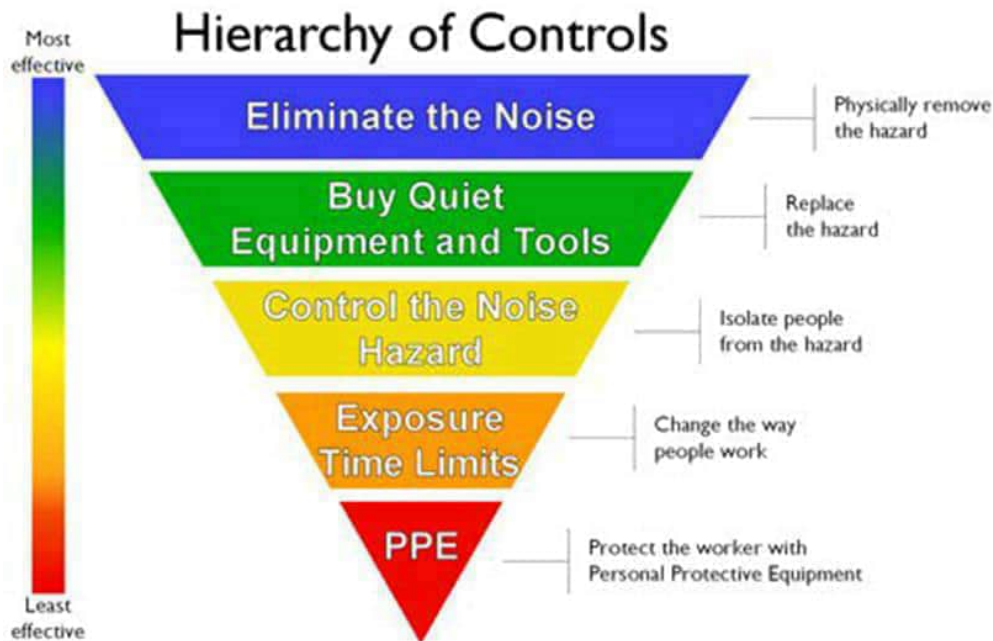 Hierarchy of Controls
Most
effective
Eliminate the Noise
Physically remove
the hazard
Buy Quiet
Equipment and Tools
Replace
the hazard
Control the Noise
Hazard
Isolate people
from the hazard
Exposure
Time Limits
Change the way
people work
PPE
Protect the worker with
Personal Protective Equipment
Least
effective